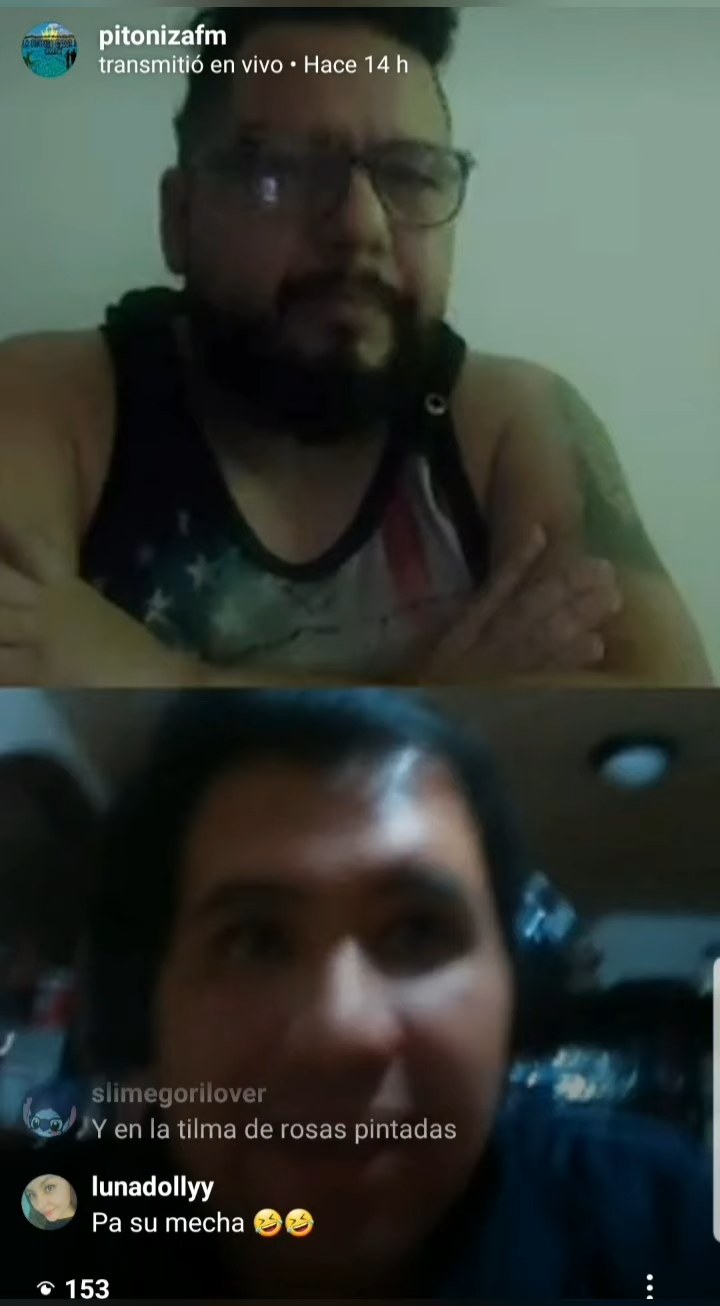 pitonizafm
transmitió en vivo • Hace 14 h
slimegorilover
Y en la tilma de rosas pintadas
lunadollyy
Pa su mecha 🤣🤣
153